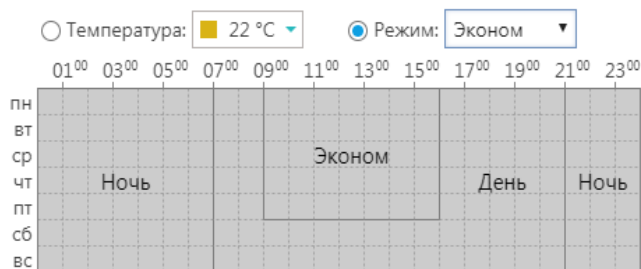 Температура: 22 °C Режим: Эконом
01⁰⁰ 03⁰⁰ 05⁰⁰ 07⁰⁰ 09⁰⁰ 11⁰⁰ 13⁰⁰ 15⁰⁰ 17⁰⁰ 19⁰⁰ 21⁰⁰ 23⁰⁰
пн
вт
ср Эконом
чт Ночь День Ночь
пт
сб
вс